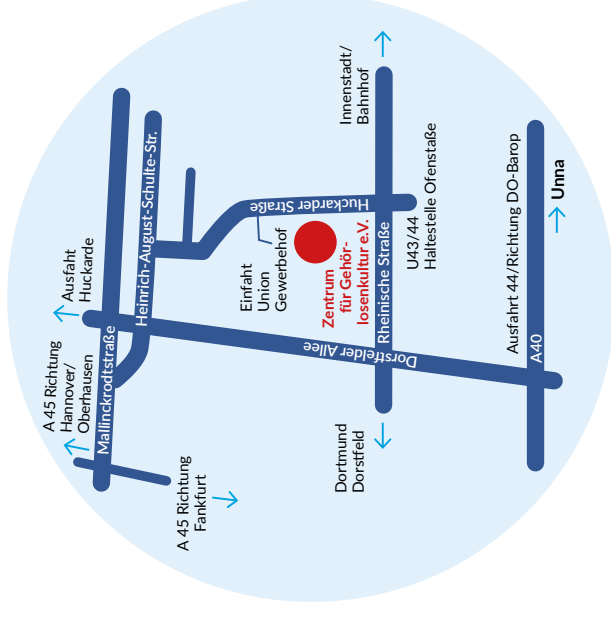 A 45 Richtung
Hannover/
Oberhausen
Ausfaht
Huckarde
Mallinckrodtstraße
Heinrich-August-Schulte-Str.
A 45 Richtung
Fankfurt
Einfaht
Union
Gewerbehof
Huckarder Straße
Zentrum
für Gehör-
losenkultur e.V.
Dorstfelder Allee
Innenstadt/
Bahnhof
Rheinische Straße
Dortmund
Dorstfeld
U43/44
Haltestelle Ofenstaße
Ausfahrt 44/Richtung DO-Barop
A40
Unna